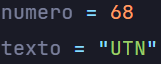 numero = 68
texto = "UTN"